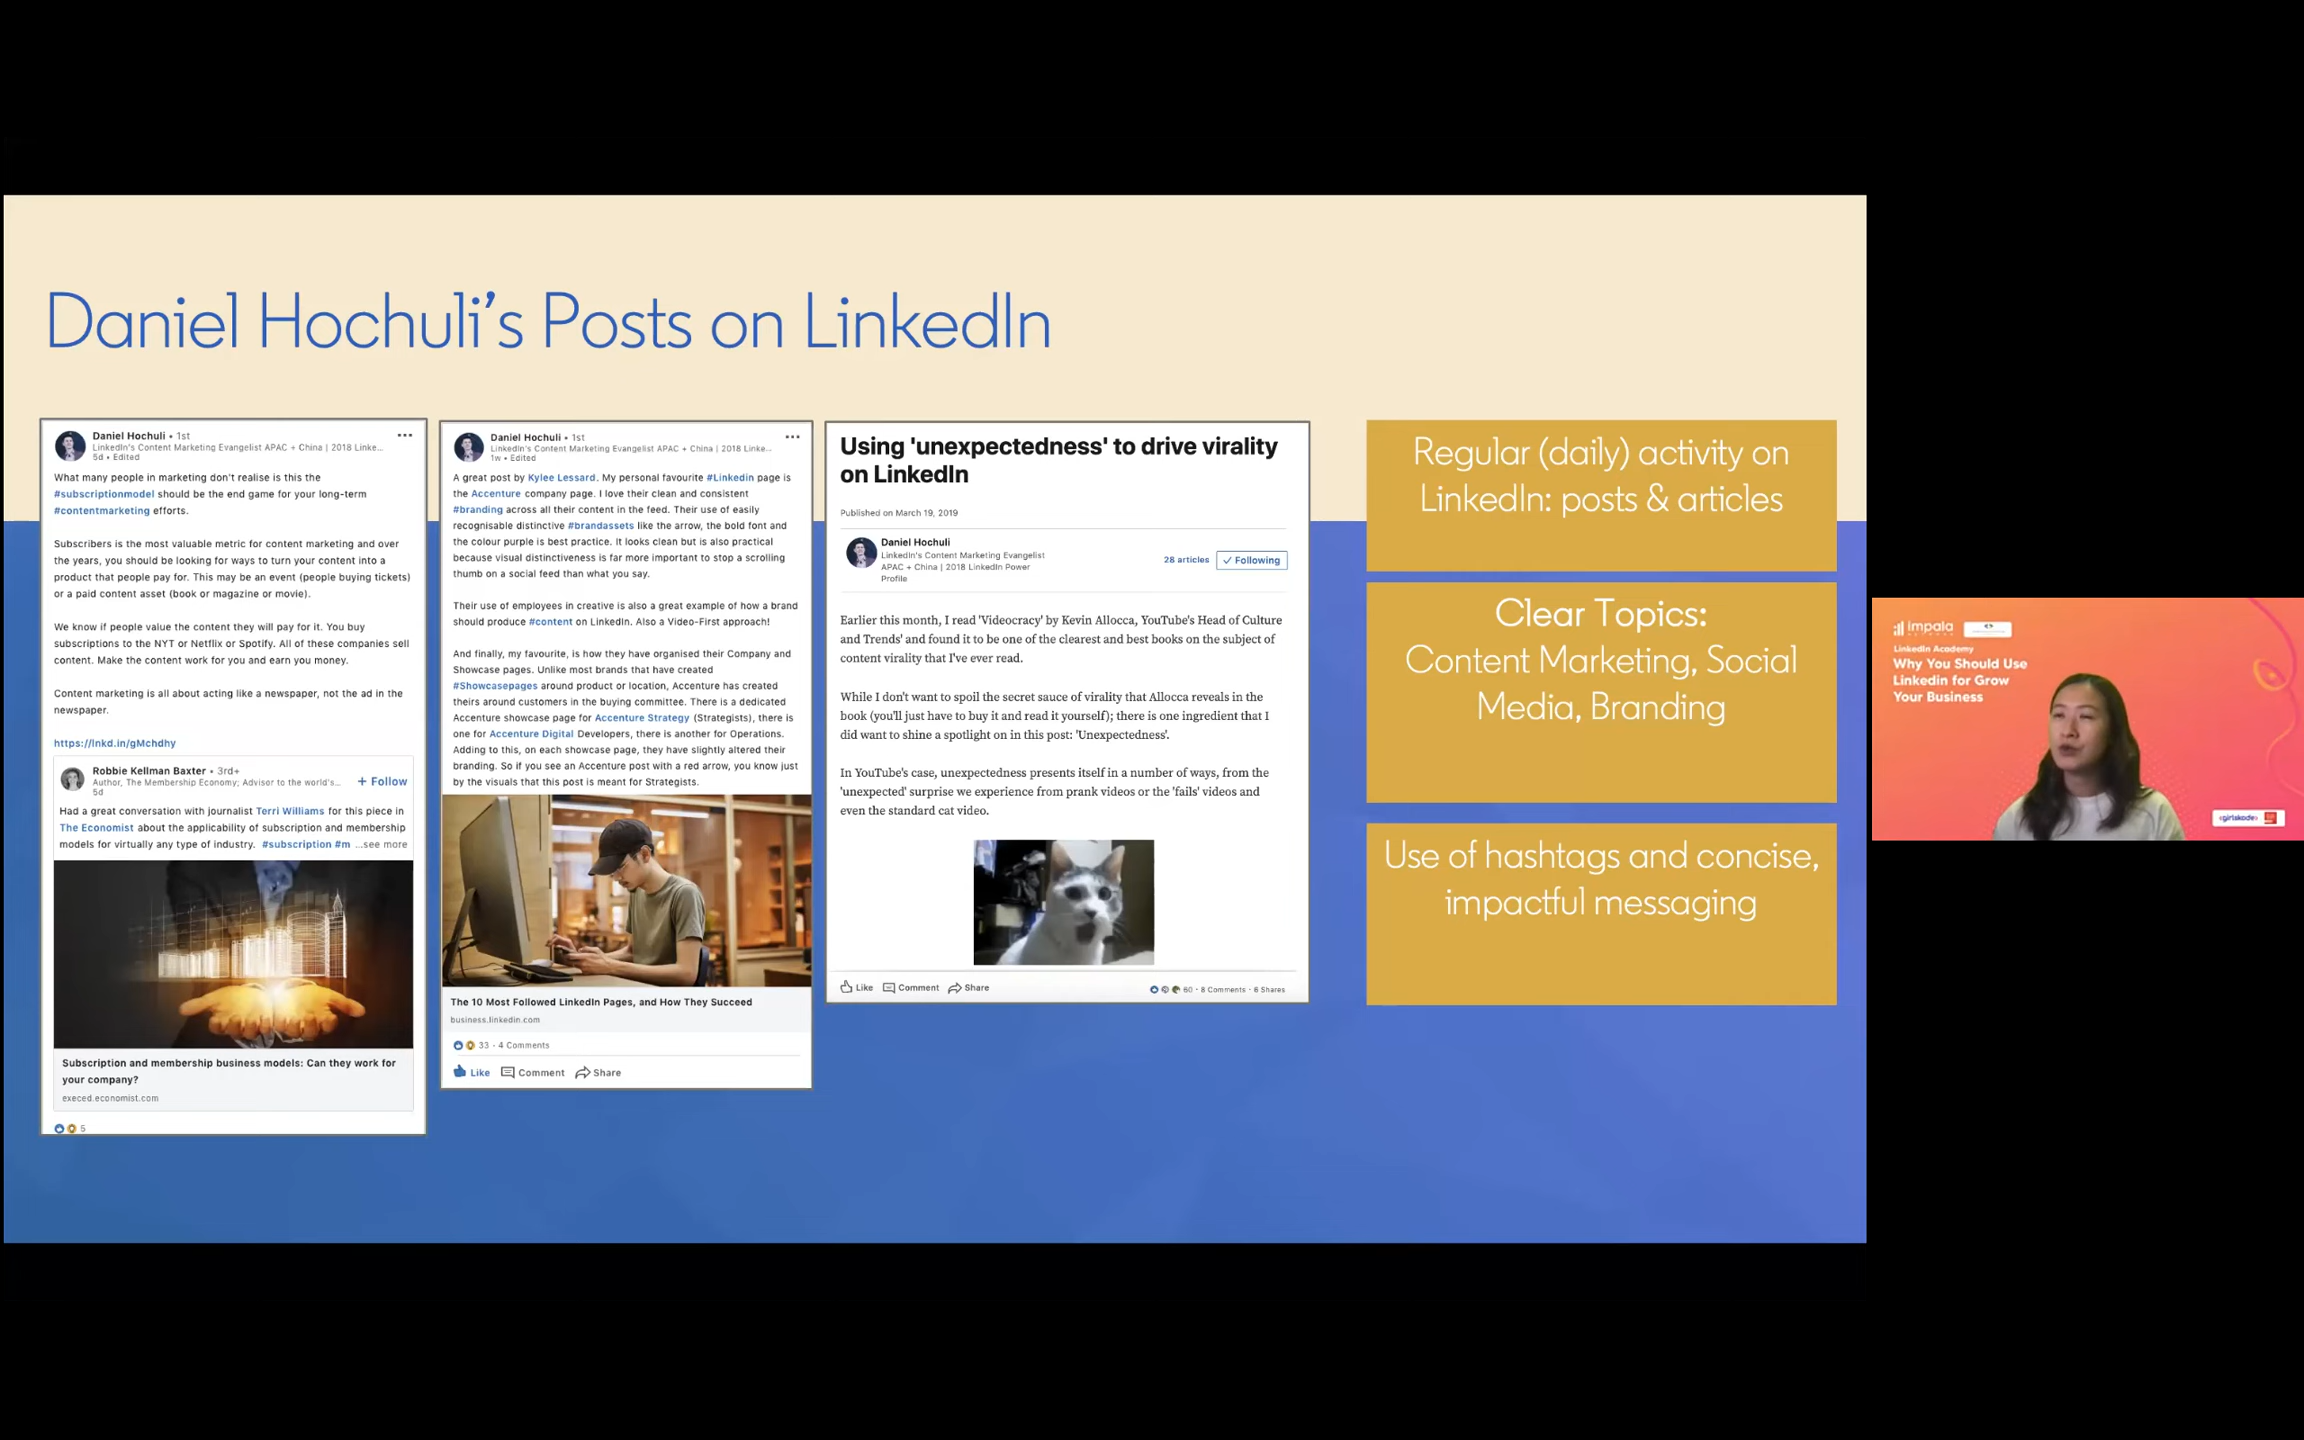 Daniel Hochuli's Posts on LinkedIn
Daniel Hochuli • 1st
LinkedIn's Content Marketing Evangelist APAC + China | 2018 Linke...
5d • Edited
What many people in marketing don't realise is this the
#subscriptionmodel should be the end game for your long-term
#contentmarketing efforts.
Subscribers is the most valuable metric for content marketing and over
the years, you should be looking for ways to turn your content into a
product that people pay for. This may be an event (people buying tickets)
or a paid content asset (book or magazine or movie).
We know if people value the content they will pay for it. You buy
subscriptions to the NYT or Netflix or Spotify. All of these companies sell
content. Make the content work for you and earn you money.
Content marketing is all about acting like a newspaper, not the ad in the
newspaper.
https://lnkd.in/gMchdhy
Robbie Kellman Baxter • 3rd+
Author, The Membership Economy; Advisor to the world's...
5d
+ Follow
Had a great conversation with journalist Terri Williams for this piece in
The Economist about the applicability of subscription and membership
models for virtually any type of industry. #subscription #m ...see more
Subscription and membership business models: Can they work for
your company?
execed.economist.com
5
Daniel Hochuli • 1st
LinkedIn's Content Marketing Evangelist APAC + China | 2018 Linke...
1w • Edited
A great post by Kylee Lessard. My personal favourite #Linkedin page is
the Accenture company page. I love their clean and consistent
#branding across all their content in the feed. Their use of easily
recognisable distinctive #brandassets like the arrow, the bold font and
the colour purple is best practice. It looks clean but is also practical
because visual distinctiveness is far more important to stop a scrolling
thumb on a social feed than what you say.
Their use of employees in creative is also a great example of how a brand
should produce #content on LinkedIn. Also a Video-First approach!
And finally, my favourite, is how they have organised their Company and
Showcase pages. Unlike most brands that have created
#Showcasepages around product or location, Accenture has created
theirs around customers in the buying committee. There is a dedicated
Accenture showcase page for Accenture Strategy (Strategists), there is
one for Accenture Digital Developers, there is another for Operations.
Adding to this, on each showcase page, they have slightly altered their
branding. So if you see an Accenture post with a red arrow, you know just
by the visuals that this post is meant for Strategists.
The 10 Most Followed LinkedIn Pages, and How They Succeed
business.linkedin.com
33 • 4 Comments
Like Comment Share
Using 'unexpectedness' to drive virality
on LinkedIn
Published on March 19, 2019
Daniel Hochuli
LinkedIn's Content Marketing Evangelist
APAC + China | 2018 LinkedIn Power
Profile
28 articles
Following
Earlier this month, I read 'Videocracy' by Kevin Allocca, YouTube's Head of Culture
and Trends' and found it to be one of the clearest and best books on the subject of
content virality that I've ever read.
While I don't want to spoil the secret sauce of virality that Allocca reveals in the
book (you'll just have to buy it and read it yourself); there is one ingredient that I
did want to shine a spotlight on in this post: 'Unexpectedness'.
In YouTube's case, unexpectedness presents itself in a number of ways, from the
'unexpected' surprise we experience from prank videos or the 'fails' videos and
even the standard cat video.
Like Comment Share
60 • 8 Comments • 6 Shares
Regular (daily) activity on
LinkedIn: posts & articles
Clear Topics:
Content Marketing, Social
Media, Branding
Use of hashtags and concise,
impactful messaging
impala
LinkedIn Academy
Why You Should Use
Linkedin for Grow
Your Business
<girlskode>